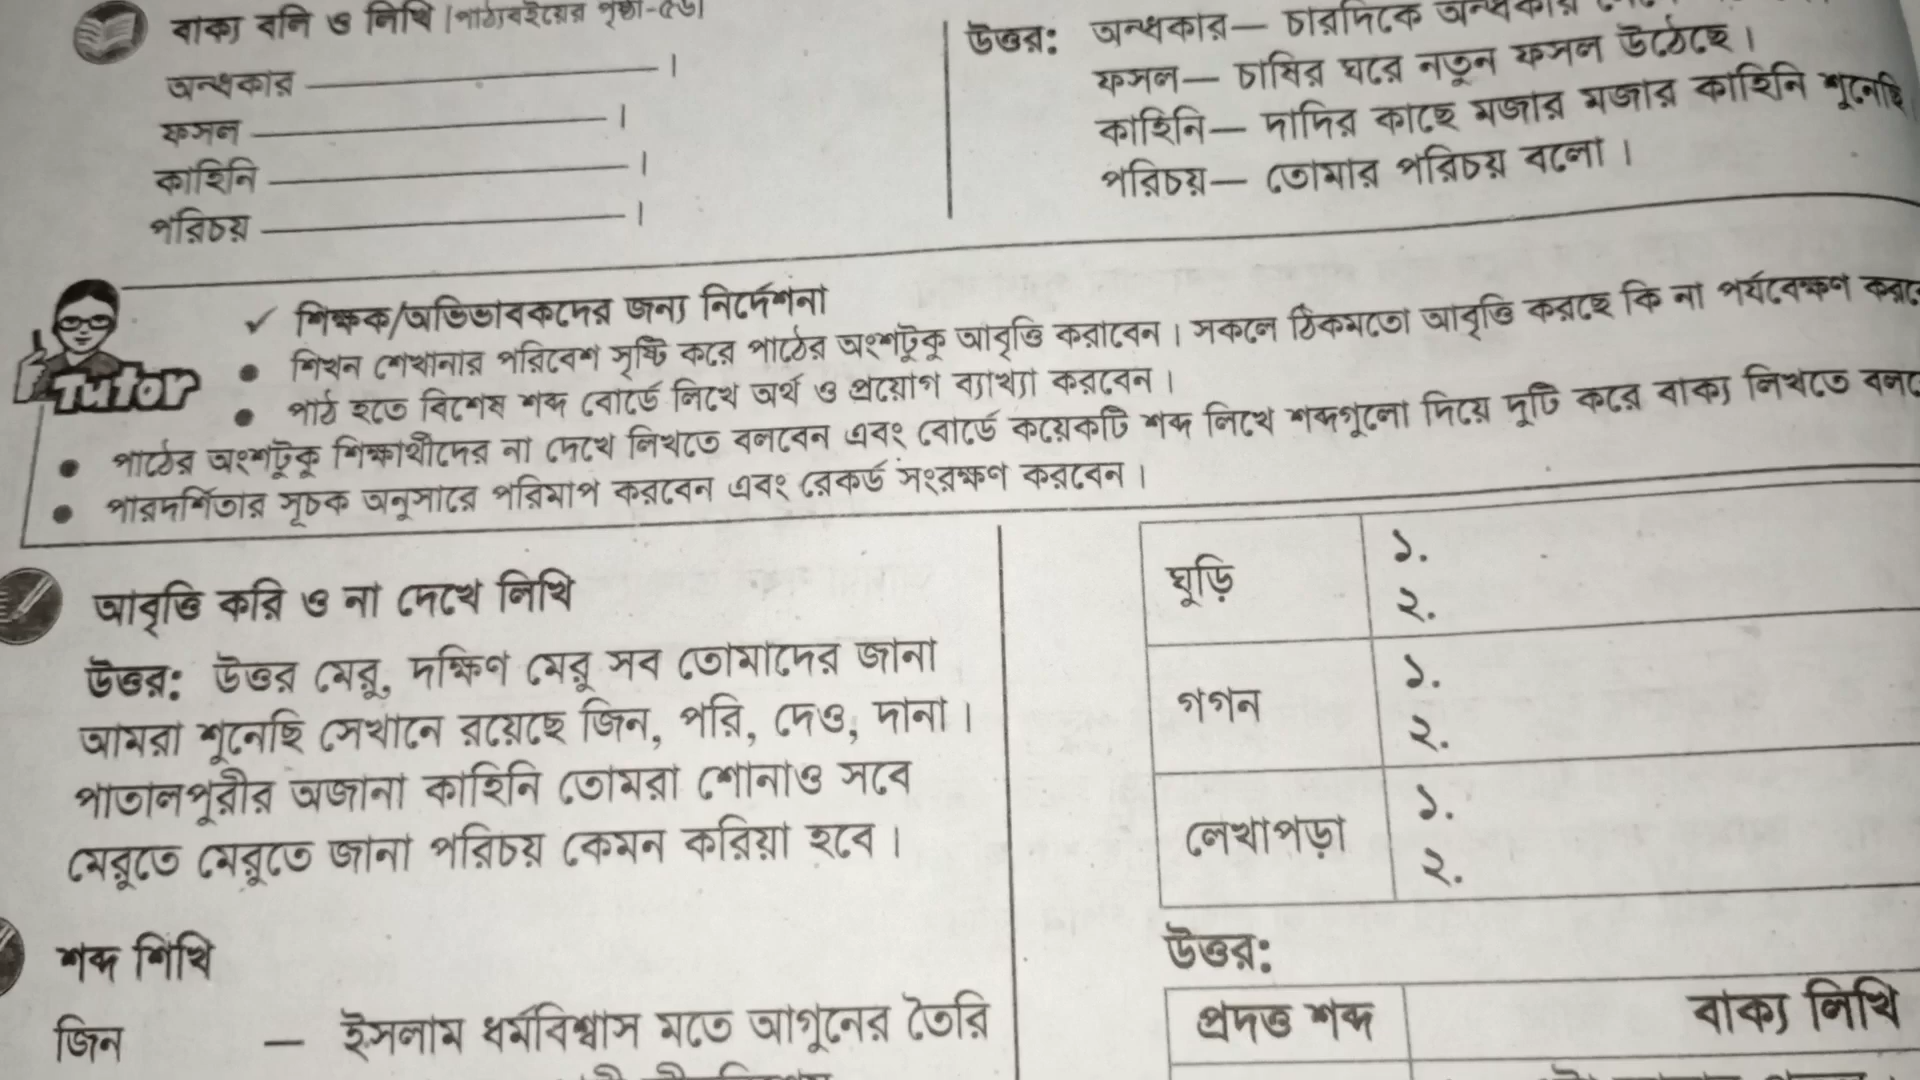 বাক্য বলি ও লিখি [পাঠ্যবইয়ের পৃষ্ঠা-৫৬]
অন্ধকার ।
ফসল ।
কাহিনি ।
পরিচয় ।
উত্তর: অন্ধকার— চারদিকে অন্ধকার
ফসল— চাষির ঘরে নতুন ফসল উঠেছে।
কাহিনি— দাদির কাছে মজার মজার কাহিনি শুনেছি
পরিচয়— তোমার পরিচয় বলো।
Tutor
✓ শিক্ষক/অভিভাবকদের জন্য নির্দেশনা
● শিখন শেখানোর পরিবেশ সৃষ্টি করে পাঠের অংশটুকু আবৃত্তি করাবেন। সকলে ঠিকমতো আবৃত্তি করছে কি না পর্যবেক্ষণ
● পাঠ হতে বিশেষ শব্দ বোর্ডে লিখে অর্থ ও প্রয়োগ ব্যাখ্যা করবেন।
● পাঠের অংশটুকু শিক্ষার্থীদের না দেখে লিখতে বলবেন এবং বোর্ডে কয়েকটি শব্দ লিখে শব্দগুলো দিয়ে দুটি করে বাক্য লিখতে
● পারদর্শিতার সূচক অনুসারে পরিমাপ করবেন এবং রেকর্ড সংরক্ষণ করবেন।
আবৃত্তি করি ও না দেখে লিখি
উত্তর: উত্তর মেরু, দক্ষিণ মেরু সব তোমাদের জানা
আমরা শুনেছি সেখানে রয়েছে জিন, পরি, দেও, দানা।
পাতালপুরীর অজানা কাহিনি তোমরা শোনাও সবে
মেরুতে মেরুতে জানা পরিচয় কেমন করিয়া হবে।
শব্দ শিখি
জিন — ইসলাম ধর্মবিশ্বাস মতে আগুনের তৈরি
ঘুড়ি ১.
২.
গগন ১.
২.
লেখাপড়া ১.
২.
উত্তর:
প্রদত্ত শব্দ বাক্য লিখি